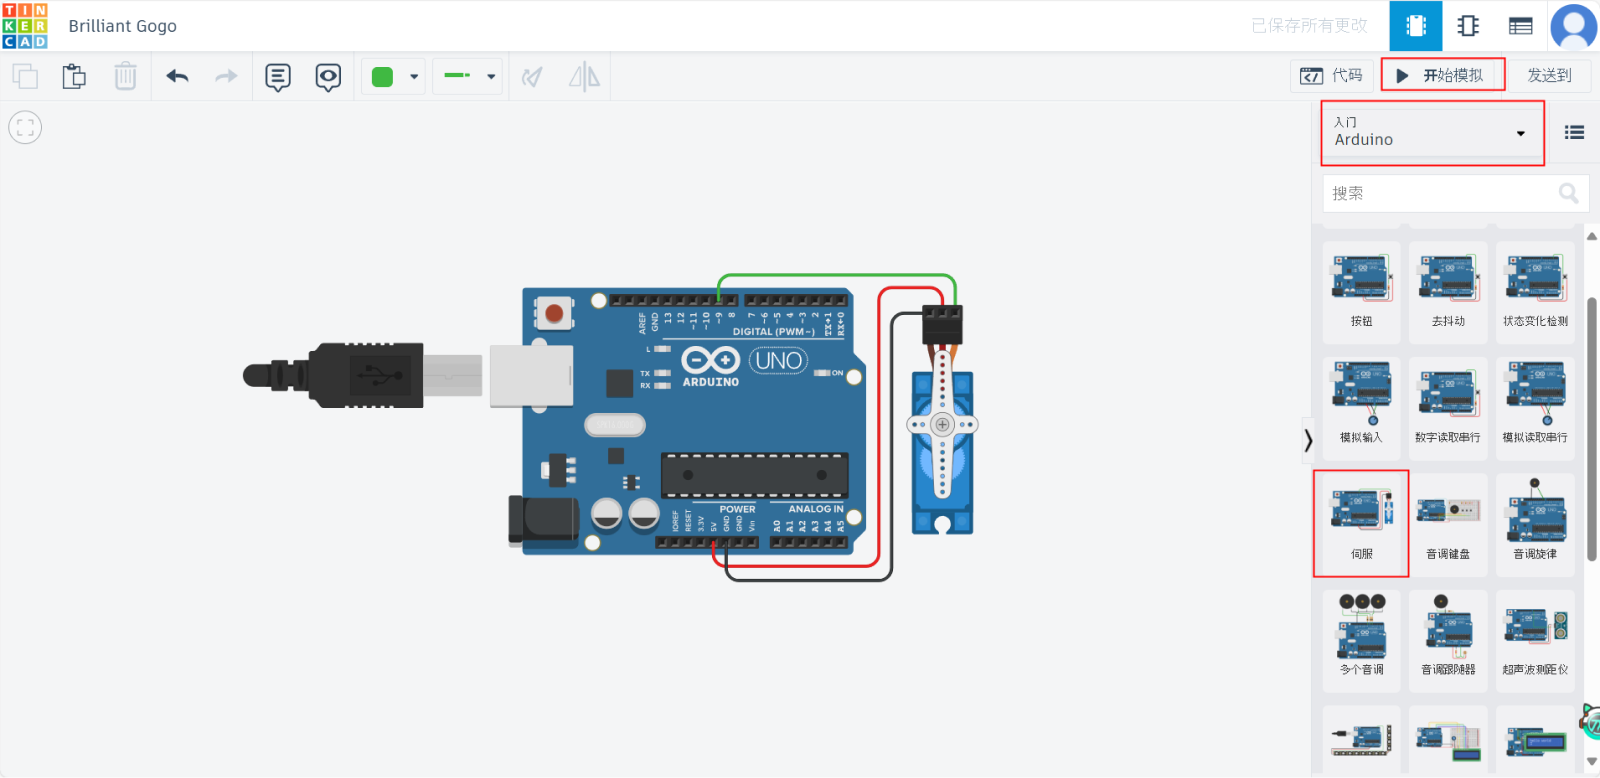 TIN
KER
CAD
Brilliant Gogo
已保存所有更改
代码
开始模拟
发送到
入门
Arduino
搜索
按钮
去抖动
状态变化检测
模拟输入
数字读取串行
模拟读取串行
伺服
音调键盘
音调旋律
多个音调
音调跟随器
超声波测距仪
AREF
GND
13
12
~11
~10
~9
8
7
~6
~5
4
~3
2
TX→1
RX←0
DIGITAL (PWM~)
L
TX
RX
ARDUINO
UNO
ON
POWER
ANALOG IN
IOREF
RESET
3.3V
5V
GND
GND
Vin
A0
A1
A2
A3
A4
A5